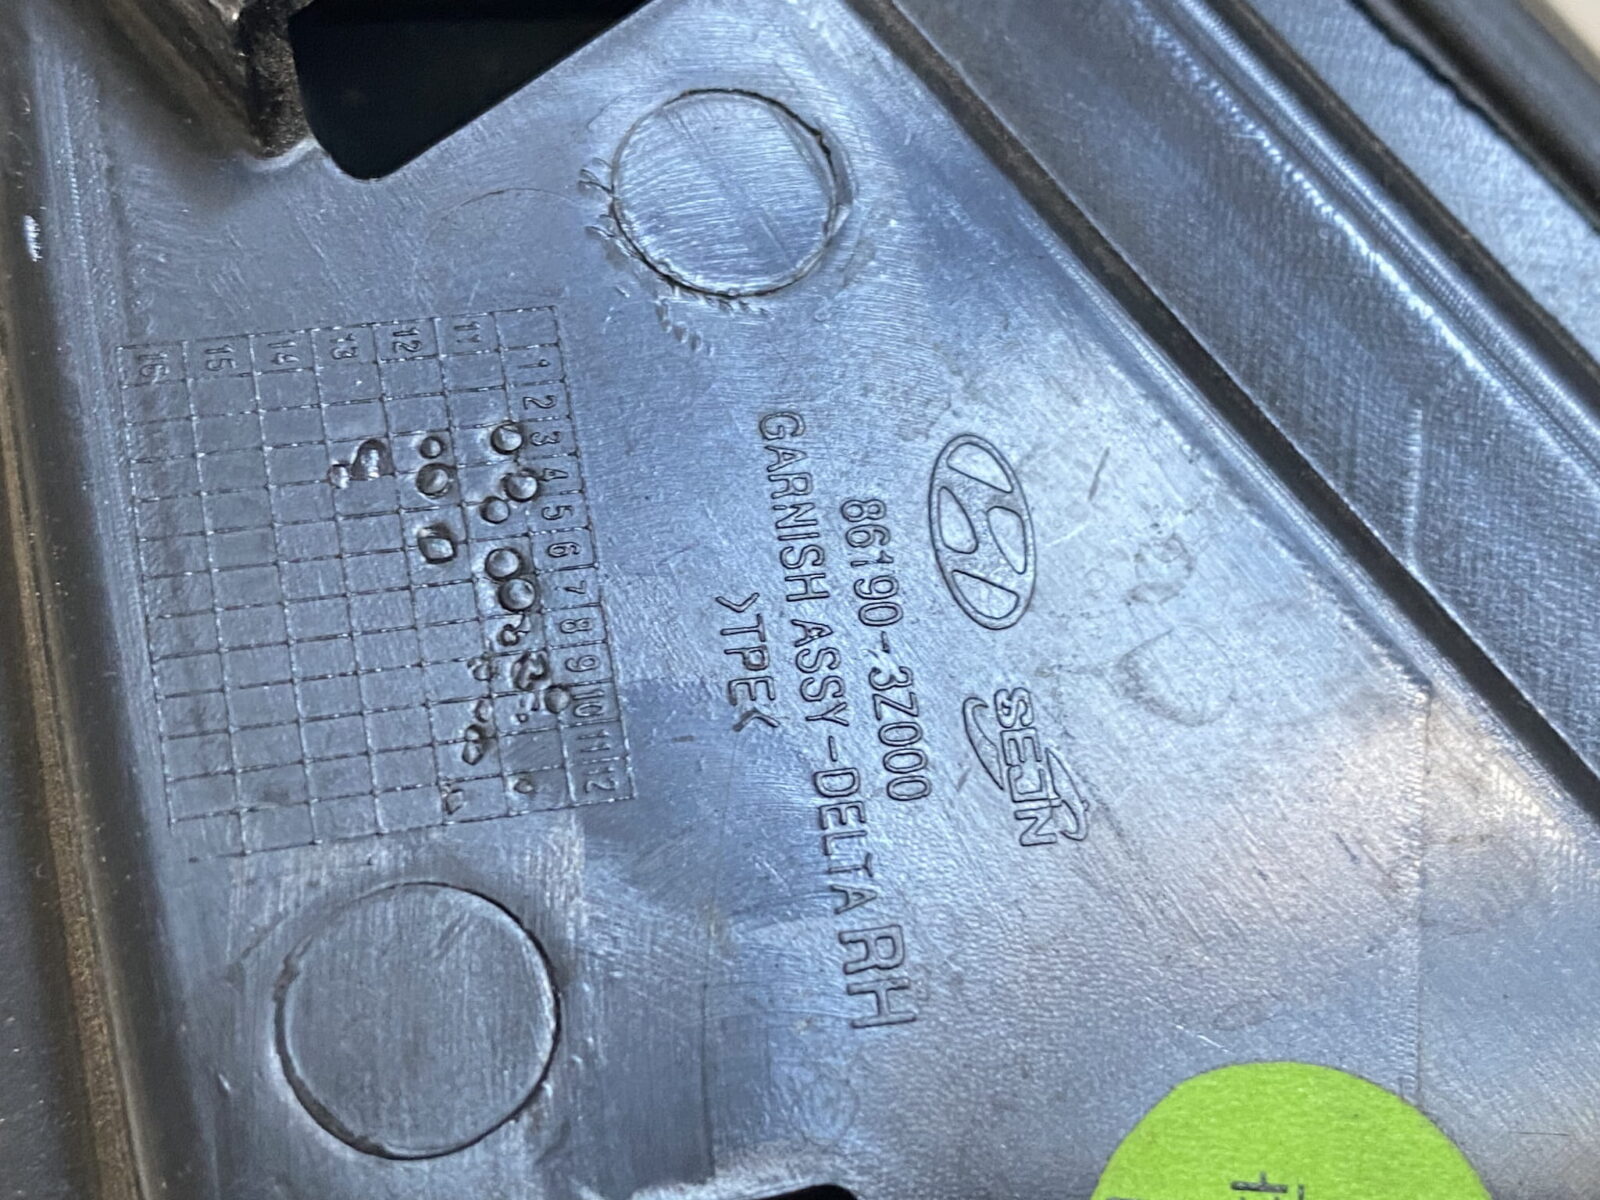 SEJIN
86190-3Z000
GARNISH ASSY-DELTA RH
>TPE<
1 2 3 4 5 6 7 8 9 10 11 12
11
12
13
14
15
16